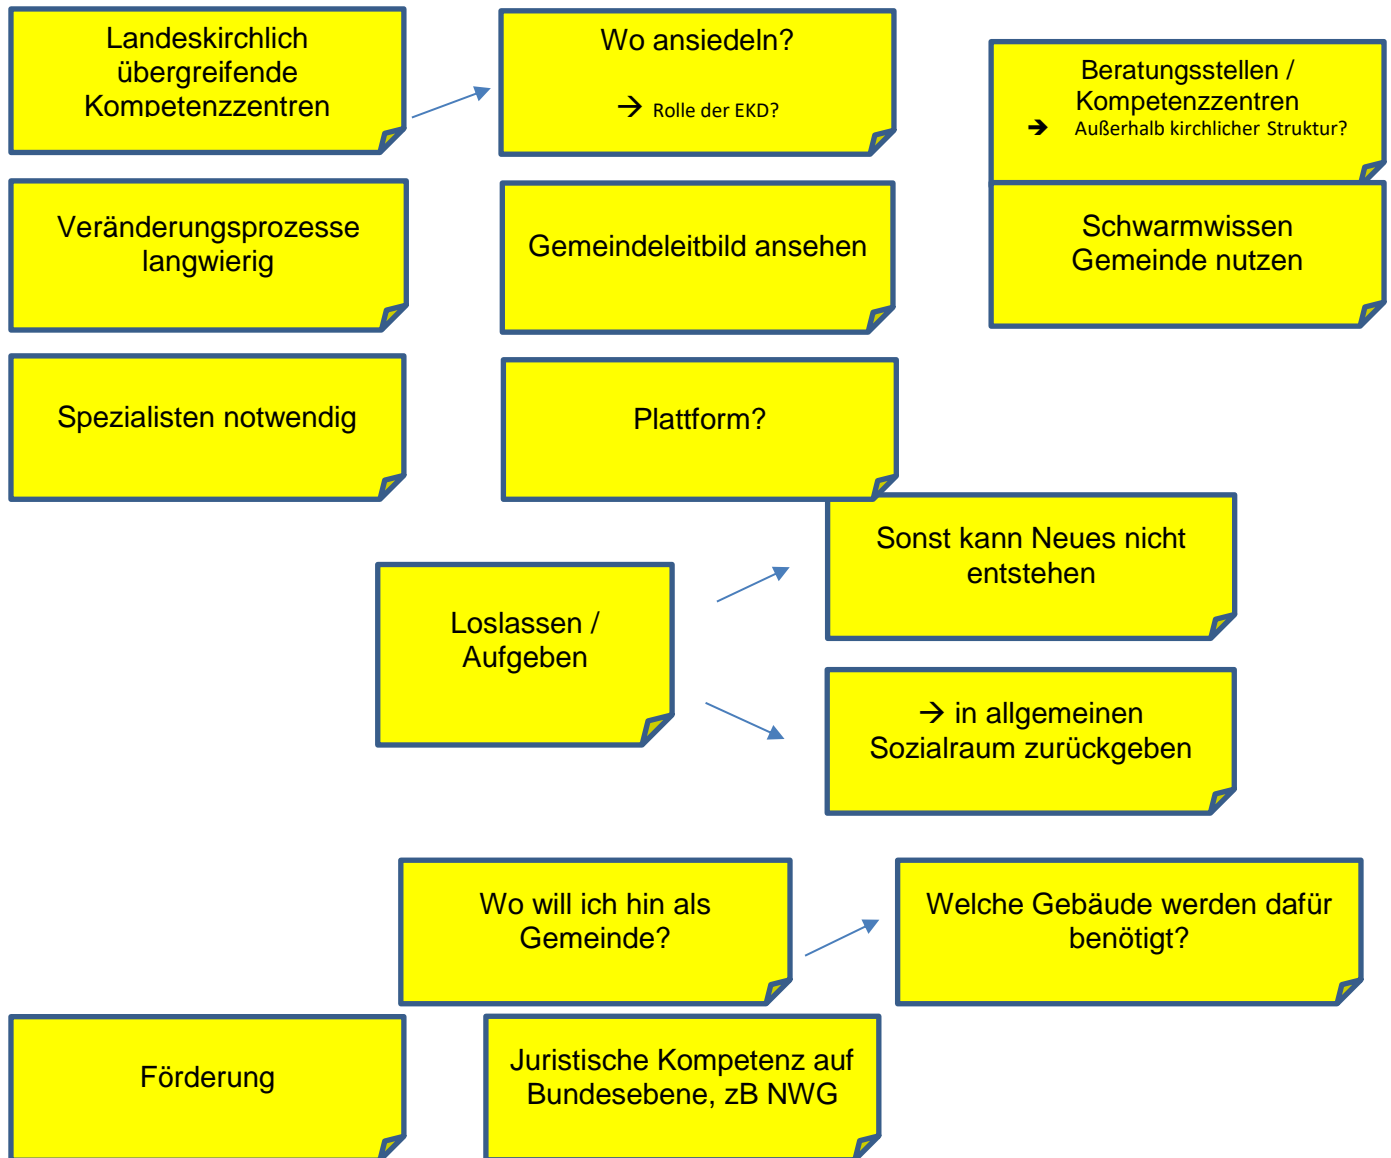 Landeskirchlich
übergreifende
Kompetenzzentren
Wo ansiedeln?
→ Rolle der EKD?
Beratungsstellen /
Kompetenzzentren
➔ Außerhalb kirchlicher Struktur?
Veränderungsprozesse
langwierig
Gemeindeleitbild ansehen
Schwarmwissen
Gemeinde nutzen
Spezialisten notwendig
Plattform?
Sonst kann Neues nicht
entstehen
Loslassen /
Aufgeben
→ in allgemeinen
Sozialraum zurückgeben
Wo will ich hin als
Gemeinde?
Welche Gebäude werden dafür
benötigt?
Förderung
Juristische Kompetenz auf
Bundesebene, zB NWG